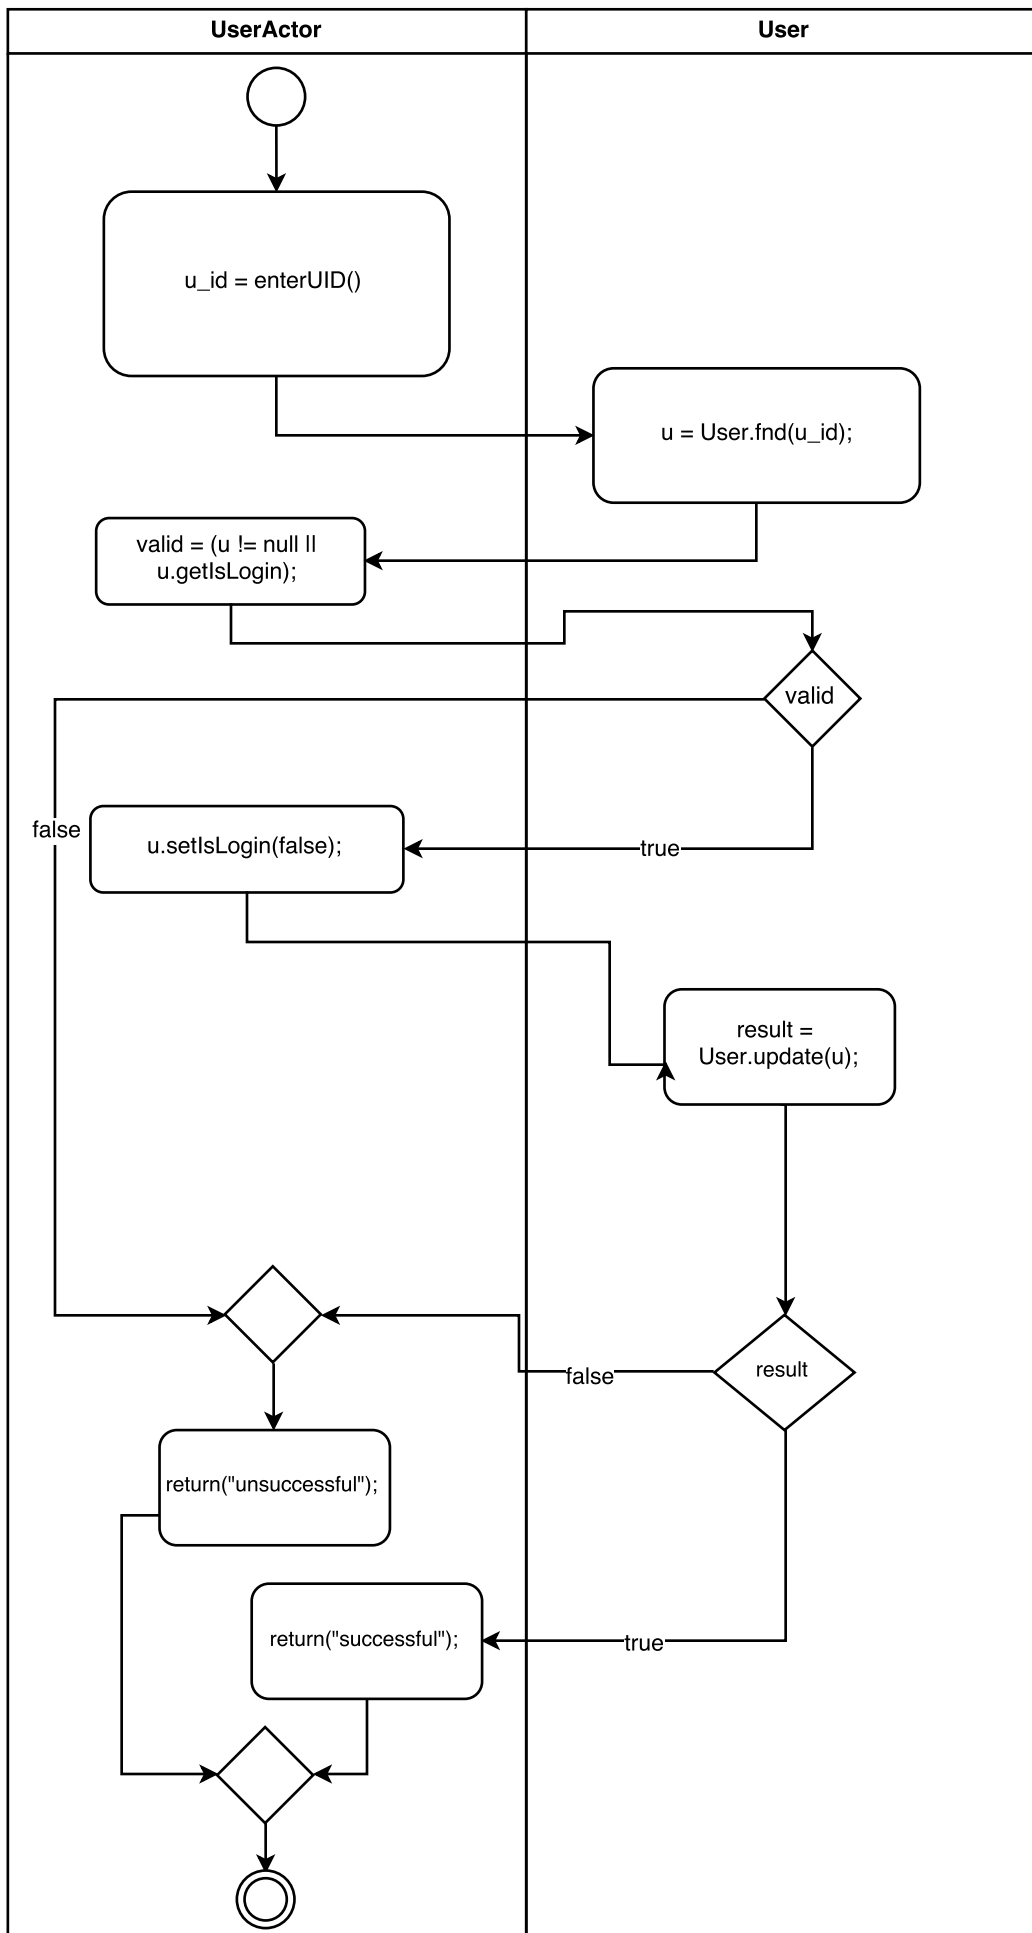 UserActor
User
u_id = enterUID()
u = User.fnd(u_id);
valid = (u != null ||
u.getIsLogin);
valid
false
u.setIsLogin(false);
true
result =
User.update(u);
false
result
return("unsuccessful");
return("successful");
true